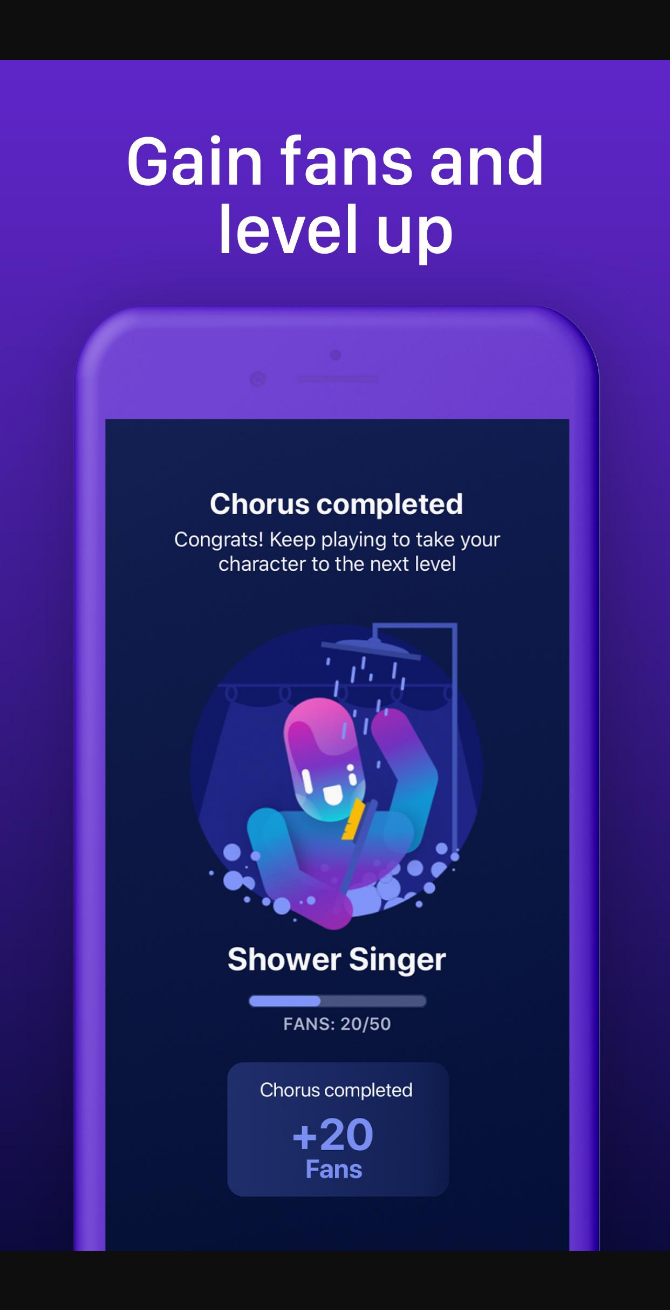 Gain fans and
level up
Chorus completed
Congrats! Keep playing to take your
character to the next level
Shower Singer
FANS: 20/50
Chorus completed
+20
Fans